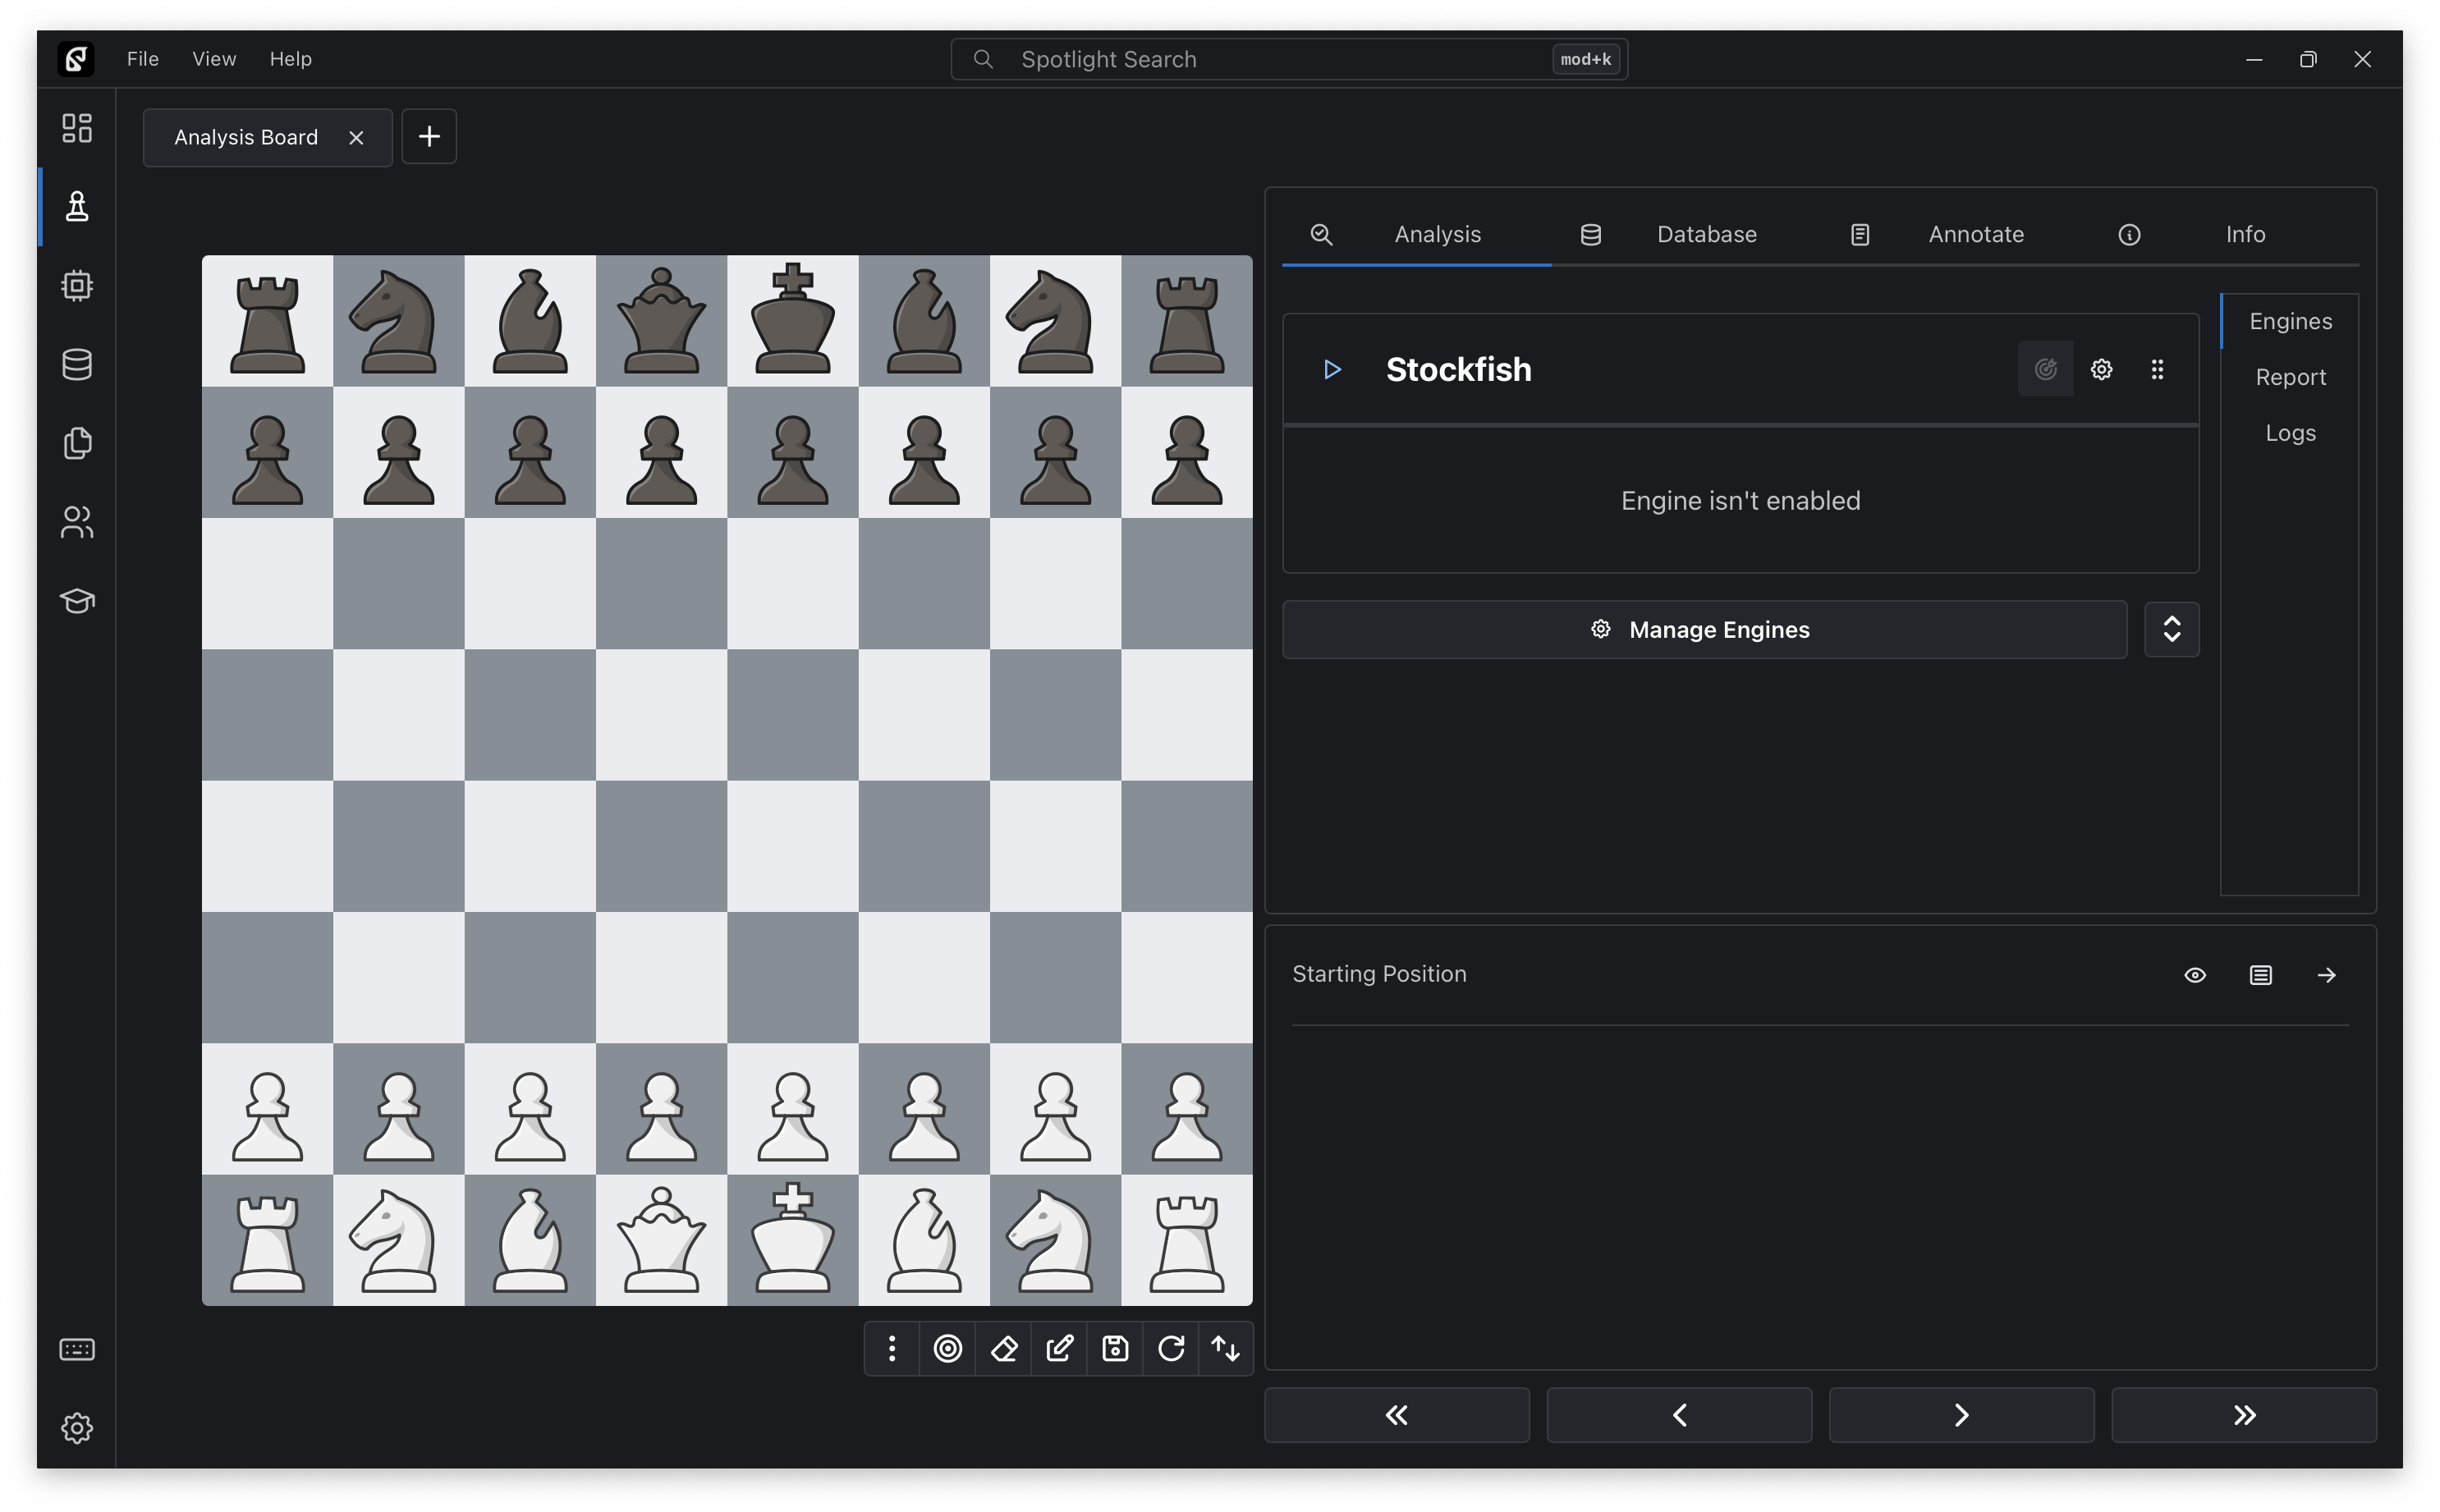 File View Help
Spotlight Search mod+k
Analysis Board
Analysis Database Annotate Info
Stockfish
Engine isn't enabled
Manage Engines
Engines
Report
Logs
Starting Position